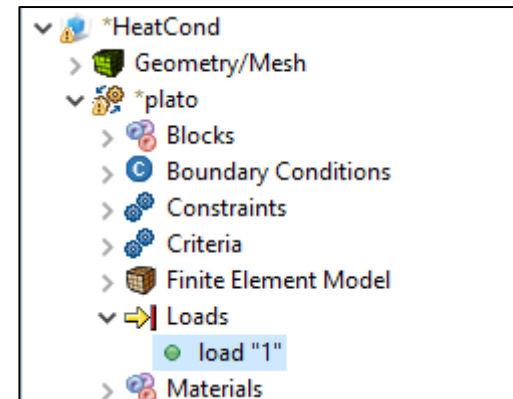 *HeatCond
Geometry/Mesh
*plato
Blocks
C Boundary Conditions
Constraints
Criteria
Finite Element Model
Loads
load "1"
Materials